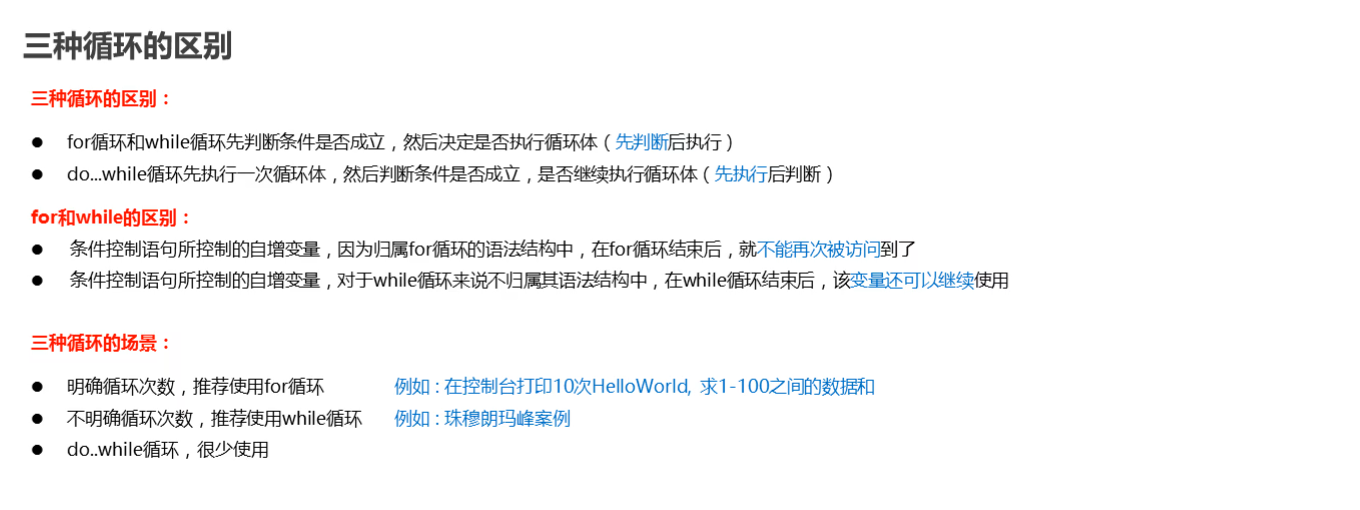 三种循环的区别
三种循环的区别：
● for循环和while循环先判断条件是否成立，然后决定是否执行循环体（先判断后执行）
● do...while循环先执行一次循环体，然后判断条件是否成立，是否继续执行循环体（先执行后判断）
for和while的区别：
● 条件控制语句所控制的自增变量，因为归属for循环的语法结构中，在for循环结束后，就不能再次被访问到了
● 条件控制语句所控制的自增变量，对于while循环来说不归属其语法结构中，在while循环结束后，该变量还可以继续使用
三种循环的场景：
● 明确循环次数，推荐使用for循环 例如：在控制台打印10次HelloWorld, 求1-100之间的数据和
● 不明确循环次数，推荐使用while循环 例如：珠穆朗玛峰案例
● do..while循环，很少使用